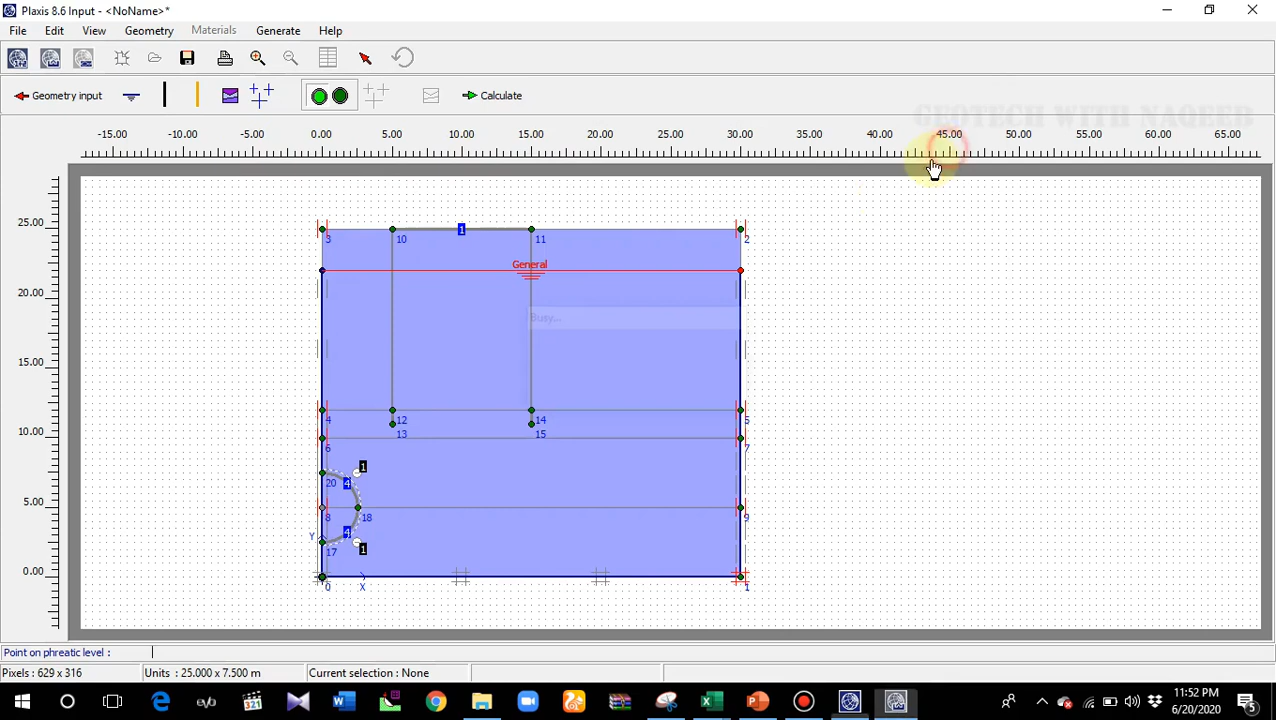 Plaxis 8.6 Input - <NoName>*
File Edit View Geometry Materials Generate Help
Geometry input
Calculate
GEOTECH WITH NAQEEB
-15.00 -10.00 -5.00 0.00 5.00 10.00 15.00 20.00 25.00 30.00 35.00 40.00 45.00 50.00 55.00 60.00 65.00
25.00
20.00
15.00
10.00
5.00
0.00
1
3 10 11 2
General
Busy...
4 12 14 5
13 15
6 7
1
20 4
8 18 9
4
1
17
Y
0 X 1
Point on phreatic level :
Pixels : 629 x 316 Units : 25.000 x 7.500 m Current selection : None
11:52 PM
6/20/2020
5